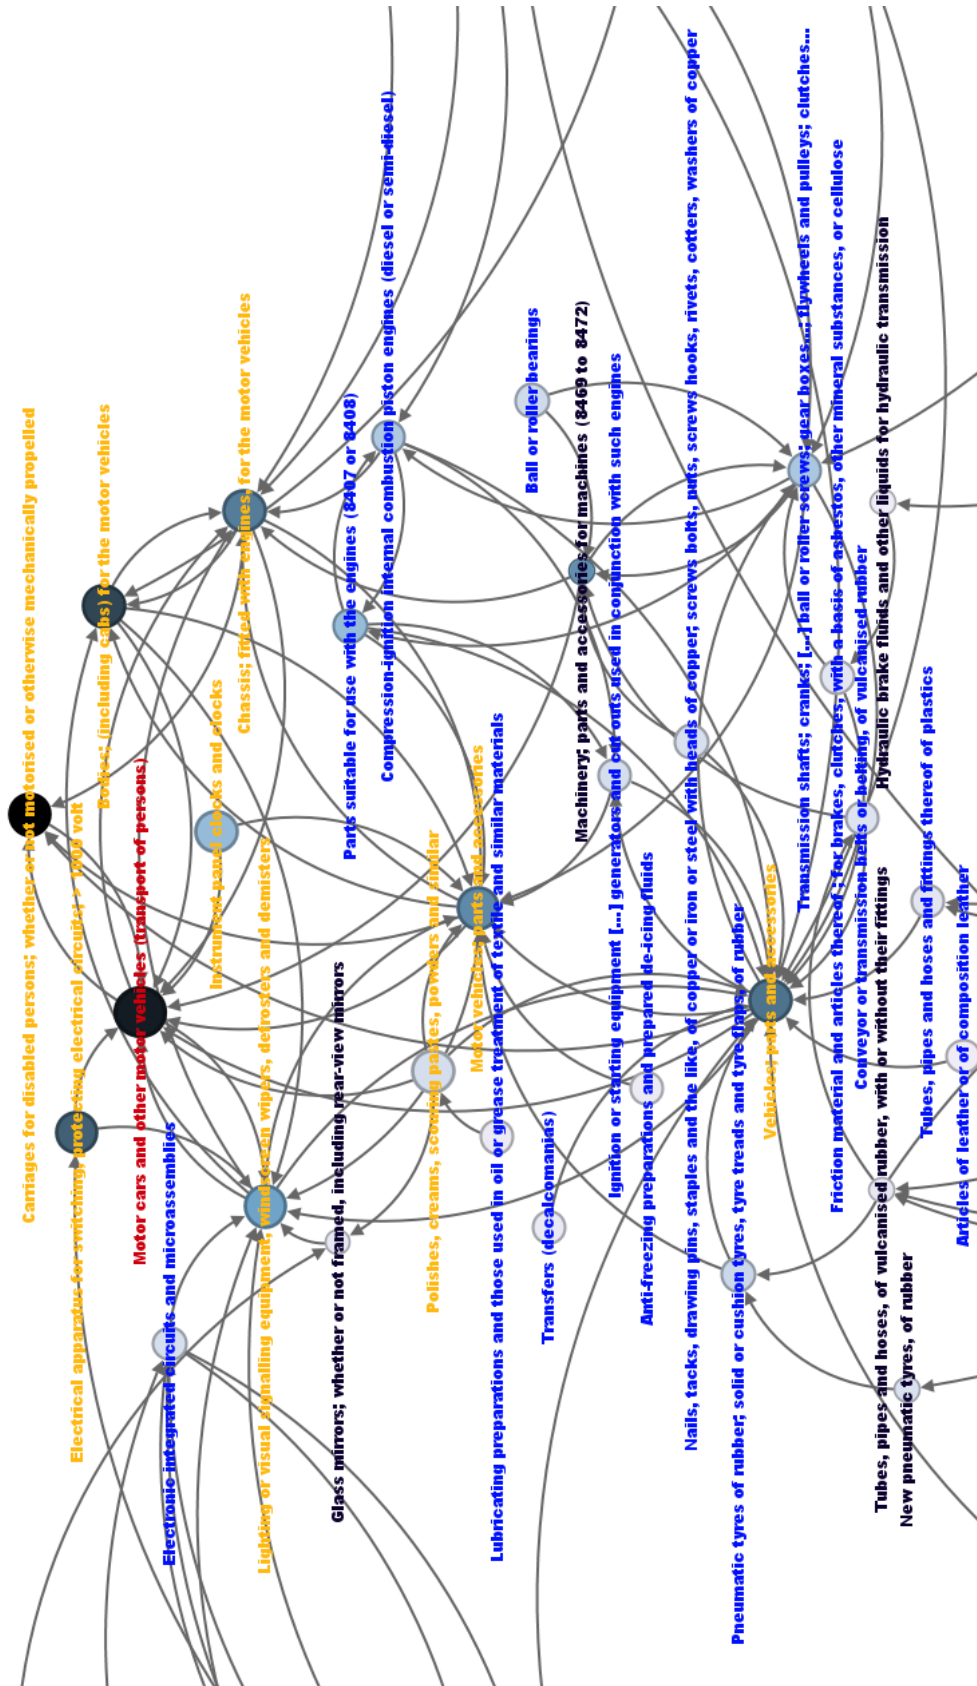 Carriages for disabled persons; whether or not motorised or otherwise mechanically propelled
Electrical apparatus for switching, protecting electrical circuits; > 1000 volt
Bodies; (including cabs) for the motor vehicles
Motor cars and other motor vehicles (transport of persons)
Electronic integrated circuits and microassemblies
Instrument panel clocks and clocks
Chassis; fitted with engines, for the motor vehicles
Lighting or visual signalling equipment, windscreen wipers, defrosters and demisters
Glass mirrors; whether or not framed, including rear-view mirrors
Parts suitable for use with the engines (8407 or 8408)
Compression-ignition internal combustion piston engines (diesel or semi-diesel)
Polishes, creams, scouring pastes, powders and similar
Motor vehicles; parts and accessories
Lubricating preparations and those used in oil or grease treatment of textile and similar materials
Ball or roller bearings
Transfers (decalcomanias)
Machinery; parts and accessories for machines (8469 to 8472)
Ignition or starting equipment [...] generators and cut outs used in conjunction with such engines
Anti-freezing preparations and prepared de-icing fluids
Nails, tacks, drawing pins, staples and the like, of copper or iron or steel with heads of copper; screws bolts, nuts, screws hooks, rivets, cotters, washers of copper
Pneumatic tyres of rubber; solid or cushion tyres, tyre treads and tyre flaps, of rubber
Vehicles; parts and accessories
Transmission shafts; cranks; [...] ball or roller screws; gear boxes...; flywheels and pulleys; clutches...
Friction material and articles thereof; for brakes, clutches, with a basis of asbestos, other mineral substances, or cellulose
Conveyor or transmission belts or belting, of vulcanised rubber
Hydraulic brake fluids and other liquids for hydraulic transmission
Tubes, pipes and hoses, of vulcanised rubber, with or without their fittings
New pneumatic tyres, of rubber
Tubes, pipes and hoses and fittings thereof of plastics
Articles of leather or of composition leather